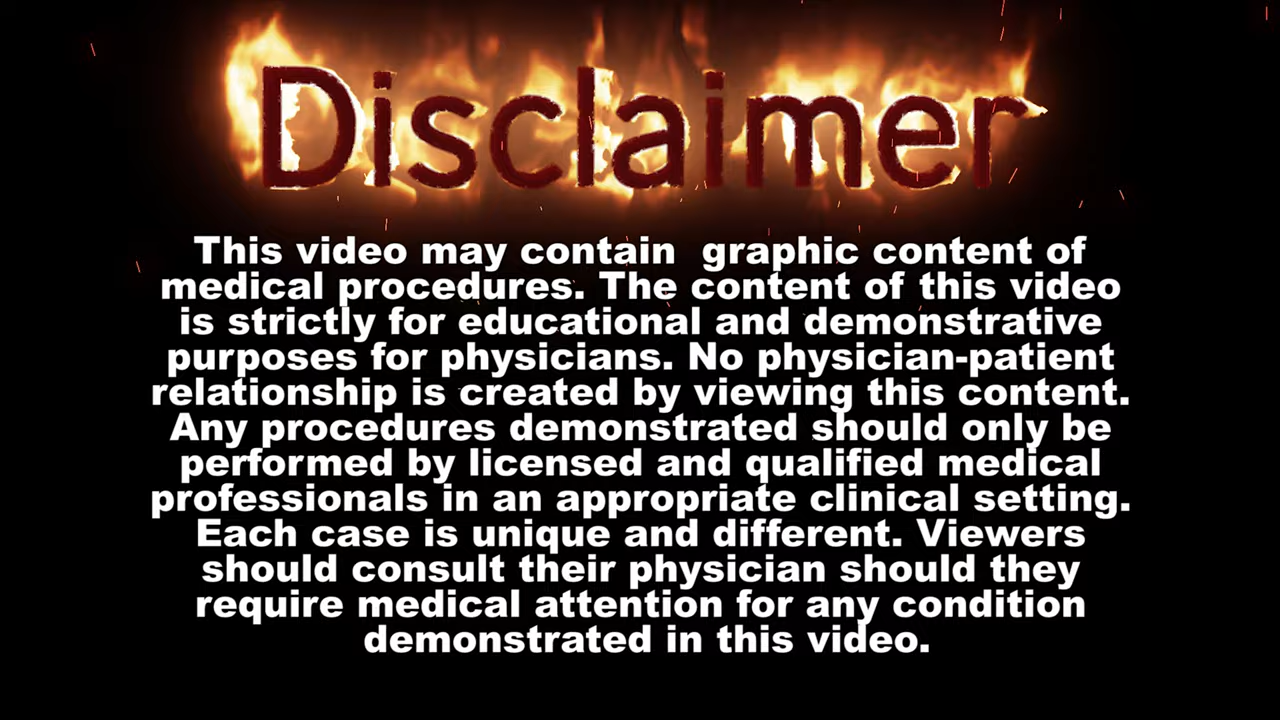 Disclaimer
This video may contain  graphic content of
medical procedures. The content of this video
is strictly for educational and demonstrative
purposes for physicians. No physician-patient
relationship is created by viewing this content.
Any procedures demonstrated should only be
performed by licensed and qualified medical
professionals in an appropriate clinical setting.
Each case is unique and different. Viewers
should consult their physician should they
require medical attention for any condition
demonstrated in this video.